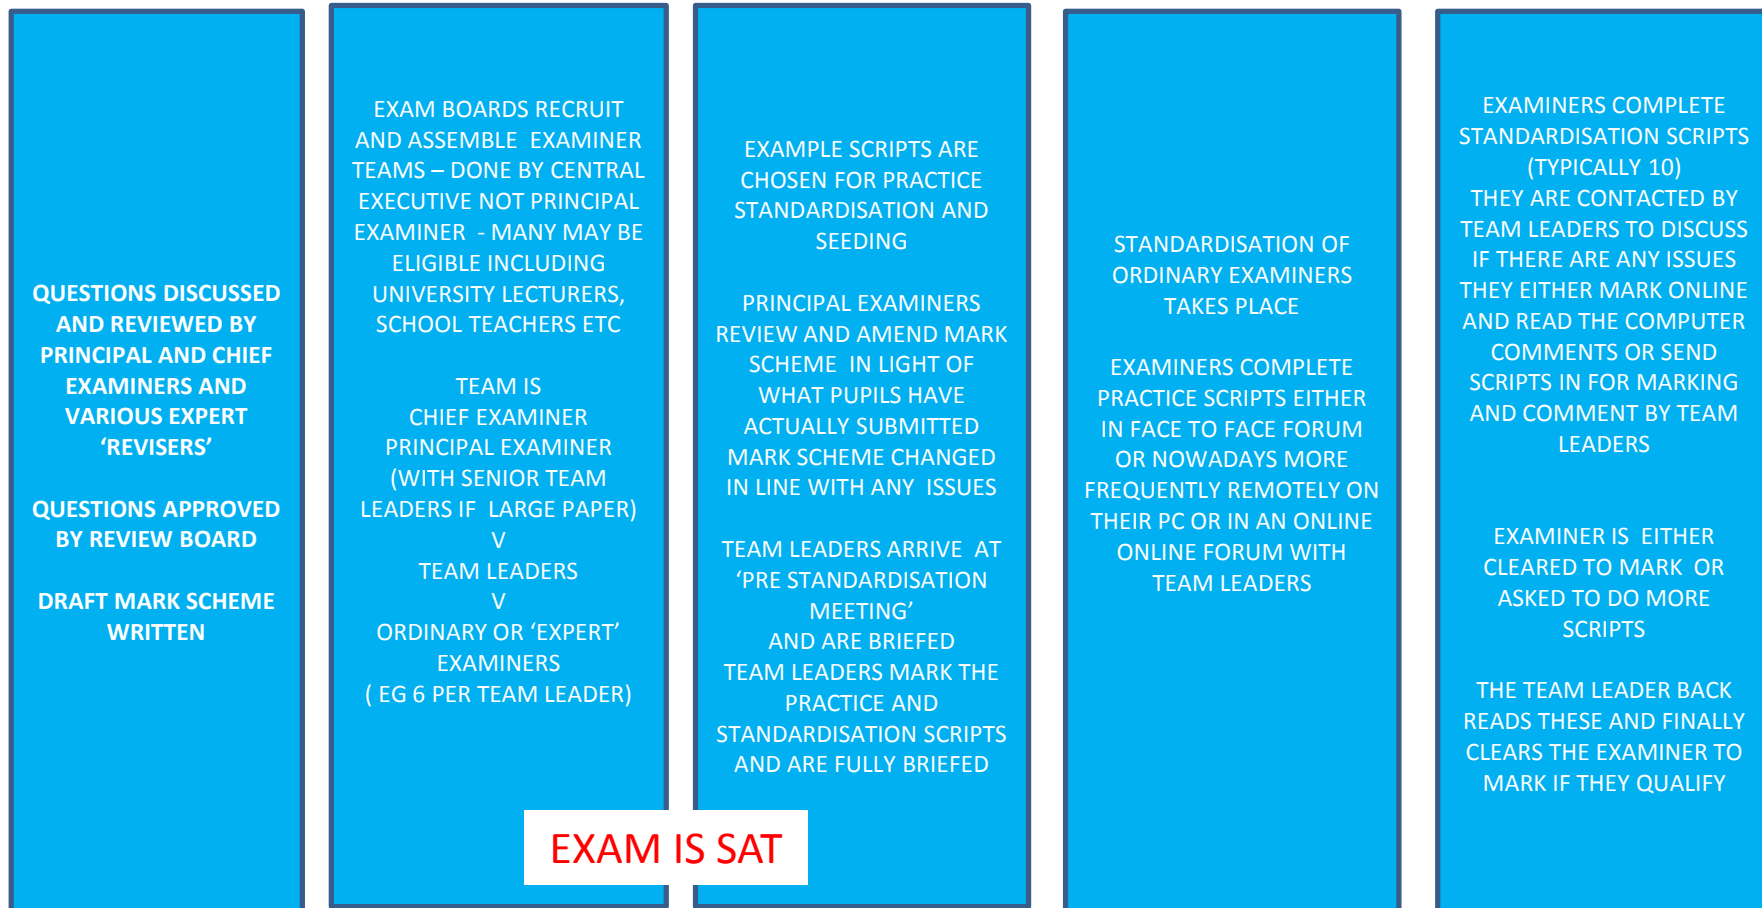 QUESTIONS DISCUSSED
AND REVIEWED BY
PRINCIPAL AND CHIEF
EXAMINERS AND
VARIOUS EXPERT
‘REVISERS’
QUESTIONS APPROVED
BY REVIEW BOARD
DRAFT MARK SCHEME
WRITTEN
EXAM BOARDS RECRUIT
AND ASSEMBLE EXAMINER
TEAMS – DONE BY CENTRAL
EXECUTIVE NOT PRINCIPAL
EXAMINER - MANY MAY BE
ELIGIBLE INCLUDING
UNIVERSITY LECTURERS,
SCHOOL TEACHERS ETC
TEAM IS
CHIEF EXAMINER
PRINCIPAL EXAMINER
(WITH SENIOR TEAM
LEADERS IF LARGE PAPER)
V
TEAM LEADERS
V
ORDINARY OR ‘EXPERT’
EXAMINERS
( EG 6 PER TEAM LEADER)
EXAMPLE SCRIPTS ARE
CHOSEN FOR PRACTICE
STANDARDISATION AND
SEEDING
PRINCIPAL EXAMINERS
REVIEW AND AMEND MARK
SCHEME IN LIGHT OF
WHAT PUPILS HAVE
ACTUALLY SUBMITTED
MARK SCHEME CHANGED
IN LINE WITH ANY ISSUES
TEAM LEADERS ARRIVE AT
‘PRE STANDARDISATION
MEETING’
AND ARE BRIEFED
TEAM LEADERS MARK THE
PRACTICE AND
STANDARDISATION SCRIPTS
AND ARE FULLY BRIEFED
EXAM IS SAT
STANDARDISATION OF
ORDINARY EXAMINERS
TAKES PLACE
EXAMINERS COMPLETE
PRACTICE SCRIPTS EITHER
IN FACE TO FACE FORUM
OR NOWADAYS MORE
FREQUENTLY REMOTELY ON
THEIR PC OR IN AN ONLINE
ONLINE FORUM WITH
TEAM LEADERS
EXAMINERS COMPLETE
STANDARDISATION SCRIPTS
(TYPICALLY 10)
THEY ARE CONTACTED BY
TEAM LEADERS TO DISCUSS
IF THERE ARE ANY ISSUES
THEY EITHER MARK ONLINE
AND READ THE COMPUTER
COMMENTS OR SEND
SCRIPTS IN FOR MARKING
AND COMMENT BY TEAM
LEADERS
EXAMINER IS EITHER
CLEARED TO MARK OR
ASKED TO DO MORE
SCRIPTS
THE TEAM LEADER BACK
READS THESE AND FINALLY
CLEARS THE EXAMINER TO
MARK IF THEY QUALIFY